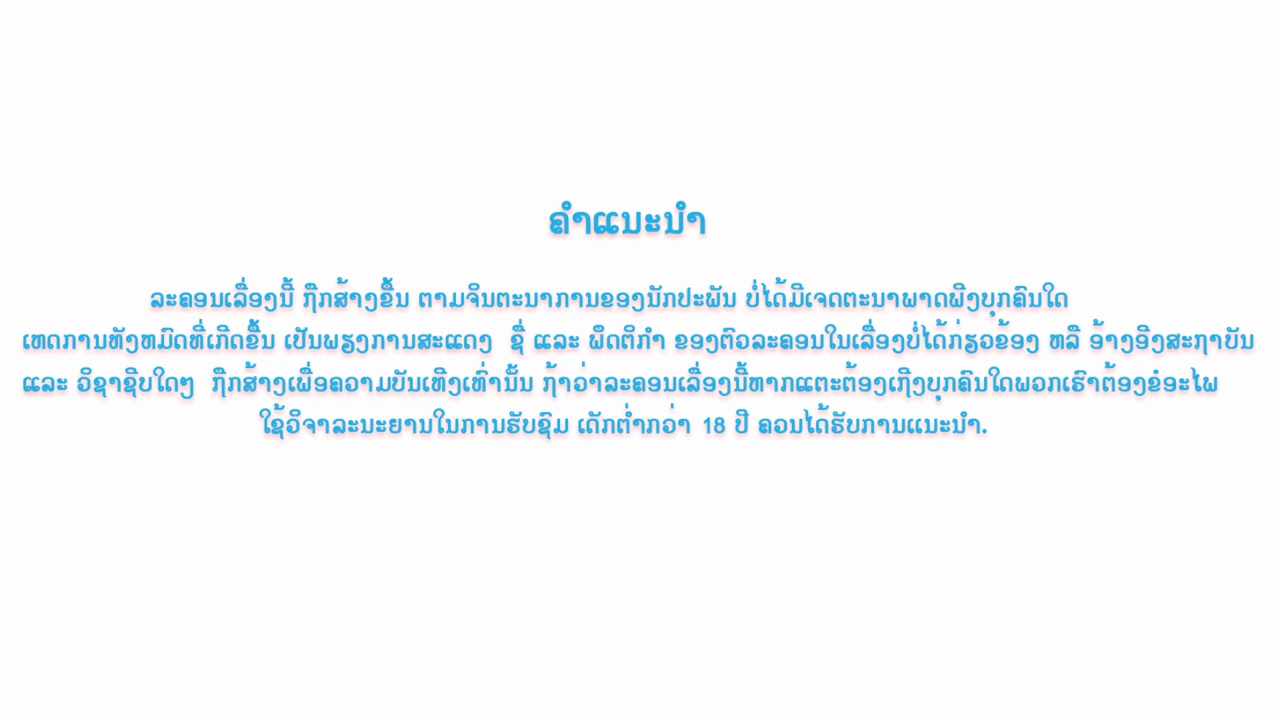 ຄຳແນະນຳ
ລະຄອນເລື່ອງນີ້ ຖືກສ້າງຂື້ນ ຕາມຈິນຕະນາການຂອງນັກປະພັນ ບໍ່ໄດ້ມີເຈດຕະນາພາດພີງບຸກຄົນໃດ
ເຫດການທັງຫມົດທີ່ເກີດຂື້ນ ເປັນພຽງການສະແດງ ຊື່ ແລະ ພຶດຕິກຳ ຂອງຕົວລະຄອນໃນເລື່ອງບໍ່ໄດ້ກ່ຽວຂ້ອງ ຫລື ອ້າງອີງສະຖາບັນ
ແລະ ວິຊາຊີບໃດໆ ຖືກສ້າງເພື່ອຄວາມບັນເທີງເທົ່ານັ້ນ ຖ້າວ່າລະຄອນເລື່ອງນີ້ຫາກແຕະຕ້ອງເຖີງບຸກຄົນໃດພວກເຮົາຕ້ອງຂໍອະໄພ
ໃຊ້ວິຈາລະນະຍານໃນການຮັບຊົມ ເດັກຕ່ຳກວ່າ 18 ປີ ຄວນໄດ້ຮັບການແນະນຳ.